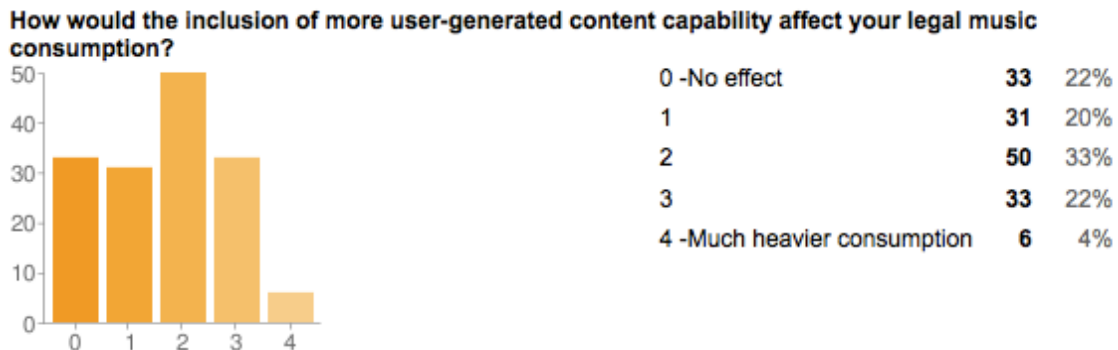 How would the inclusion of more user-generated content capability affect your legal music
consumption?
50
40
30
20
10
0
0 1 2 3 4
0 -No effect 33 22%
1 31 20%
2 50 33%
3 33 22%
4 -Much heavier consumption 6 4%